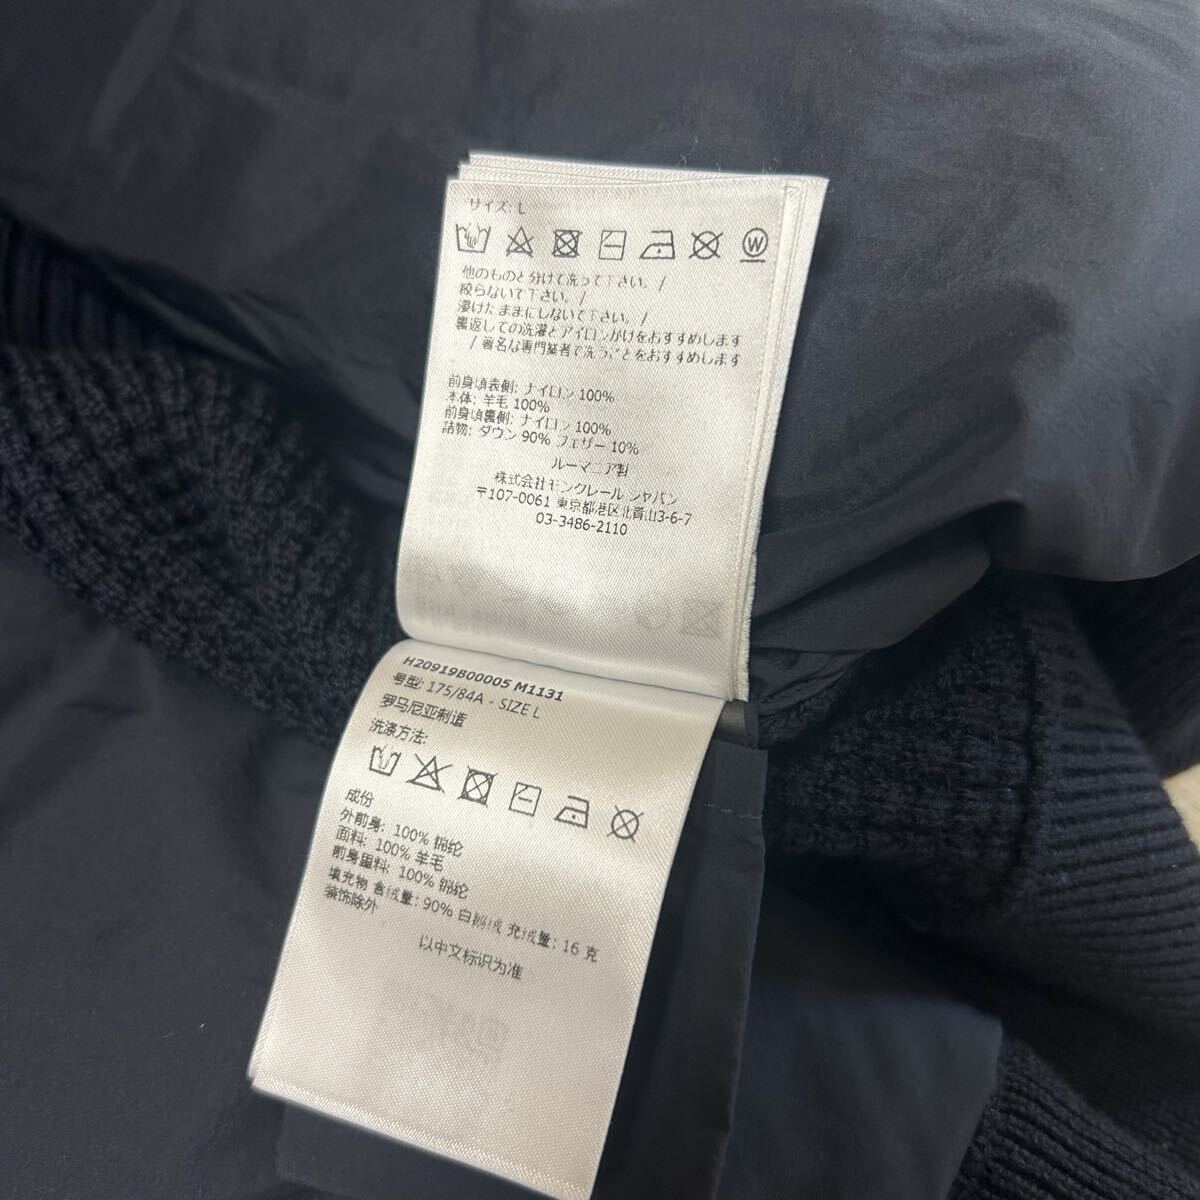 サイズ: L
W
他のものと分けて洗って下さい。/
絞らないで下さい。/
浸けたままにしないで下さい。/
裏返しての洗濯とアイロンがけをおすすめします
/ 著名な専門業者で洗うことをおすすめします
前身頃表側: ナイロン 100%
本体: 羊毛 100%
前身頃裏側: ナイロン 100%
詰物: ダウン 90% フェザー 10%
ルーマニア製
株式会社モンクレール ジャパン
〒107-0061 東京都港区北青山3-6-7
03-3486-2110
H20919B00005 M1131
号型: 175/84A - SIZE L
罗马尼亚制造
洗涤方法:
成份
外前身: 100% 锦纶
面料: 100% 羊毛
前身里料: 100% 锦纶
填充物 含绒量: 90% 白鹅绒 充绒量: 16 克
装饰除外
以中文标识为准